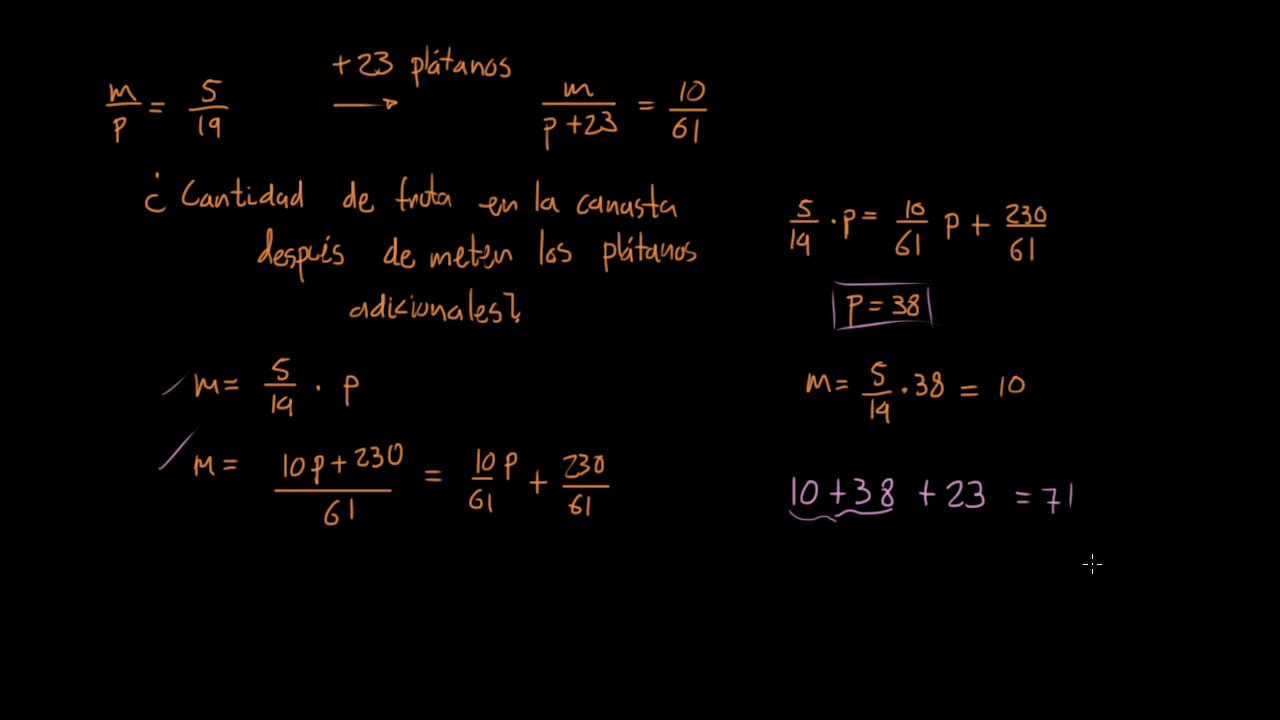 +23 plátanos
m/p = 5/19 → m/(p+23) = 10/61
¿Cantidad de fruta en la canasta
después de meten los plátanos
adicionales?
m = 5/19 · p
m = (10p+230)/61 = 10p/61 + 230/61
5/19 · p = 10/61 p + 230/61
P = 38
m = 5/19 · 38 = 10
10 + 38 + 23 = 71